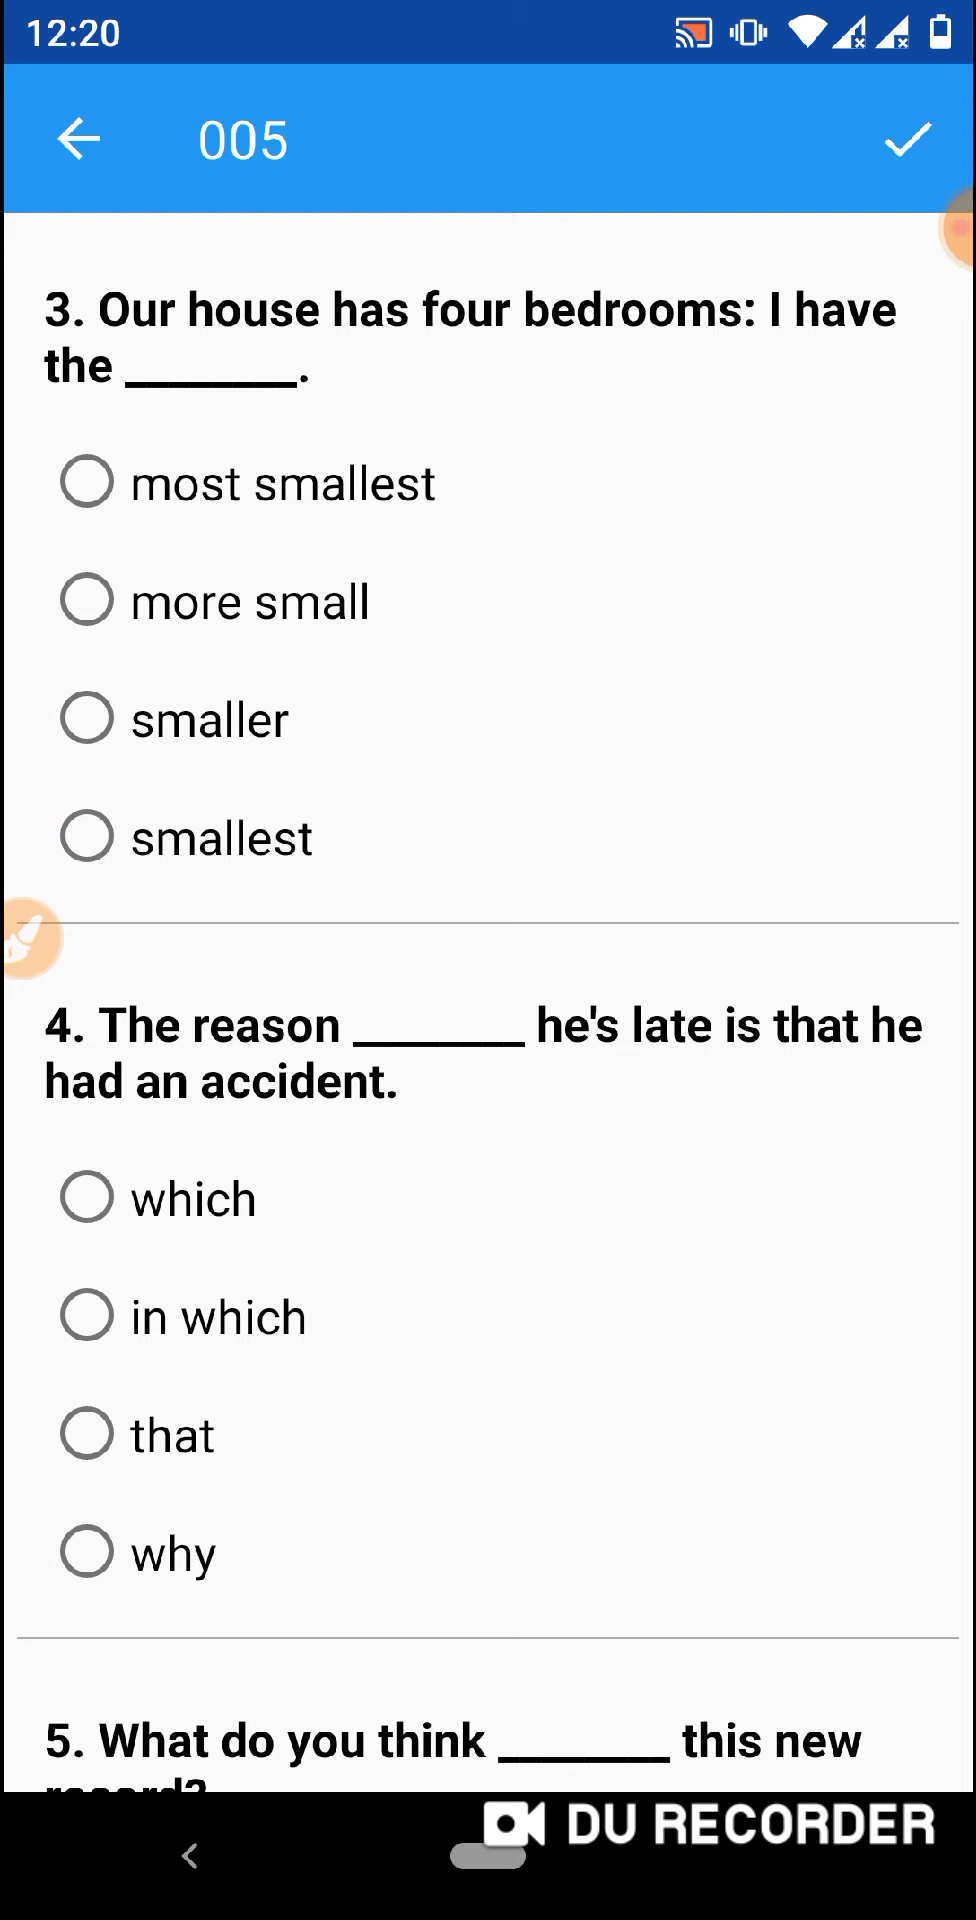 12:20
005
3. Our house has four bedrooms: I have
the _______.
most smallest
more small
smaller
smallest
4. The reason _______ he's late is that he
had an accident.
which
in which
that
why
5. What do you think _______ this new
record?
DU RECORDER